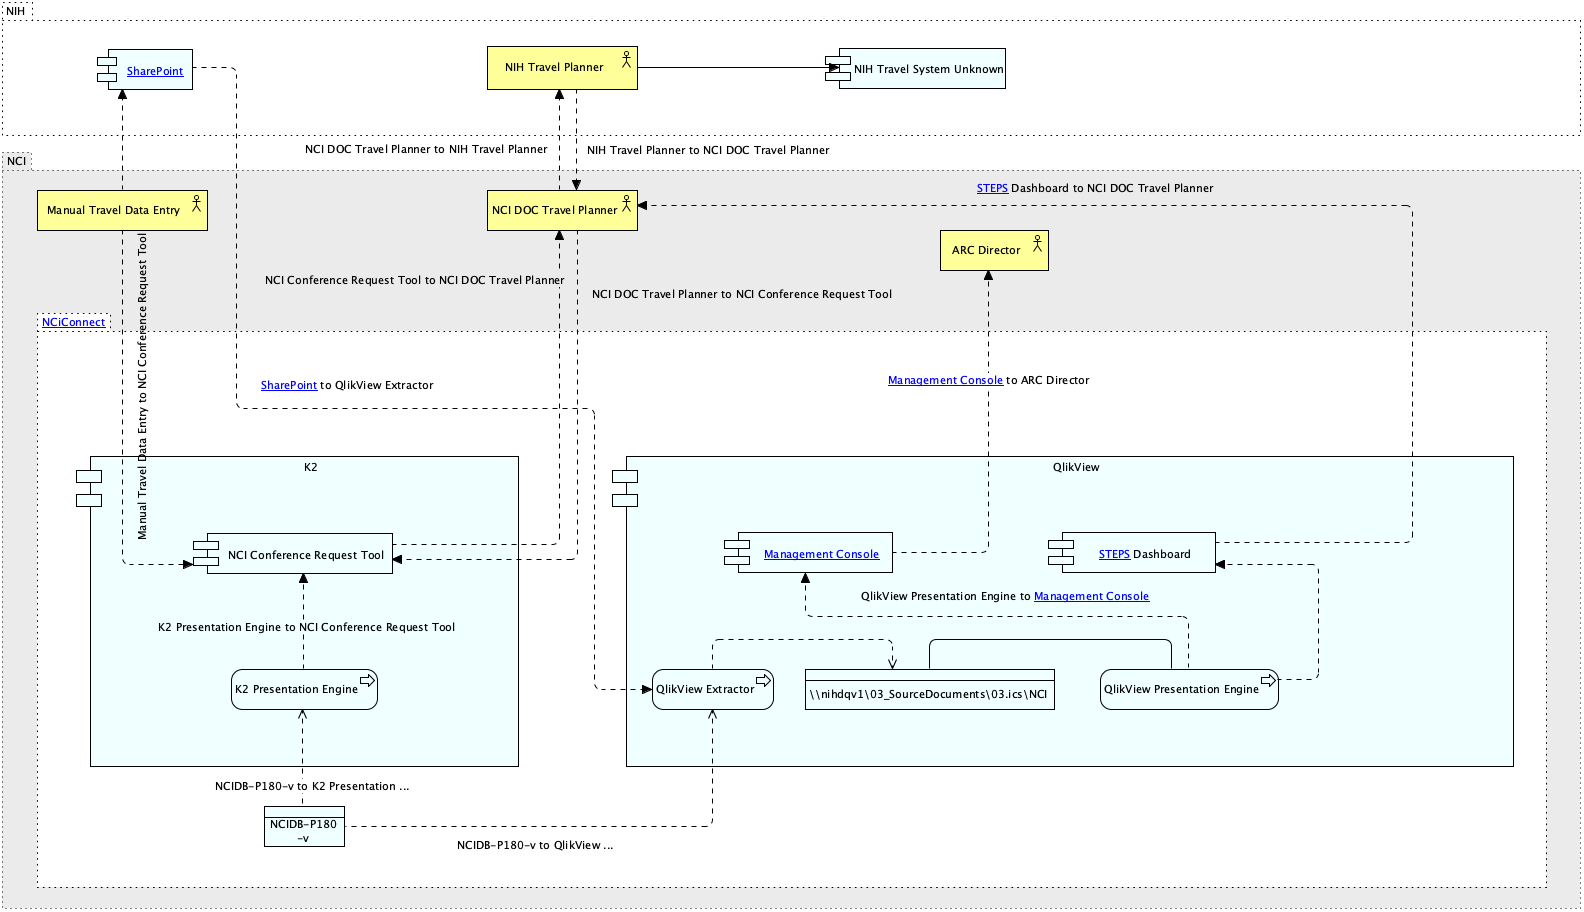 NIH
SharePoint
NIH Travel Planner
NIH Travel System Unknown
NCI DOC Travel Planner to NIH Travel Planner
NIH Travel Planner to NCI DOC Travel Planner
NCI
STEPS Dashboard to NCI DOC Travel Planner
Manual Travel Data Entry
NCI DOC Travel Planner
ARC Director
Manual Travel Data Entry to NCI Conference Request Tool
NCI Conference Request Tool to NCI DOC Travel Planner
NCI DOC Travel Planner to NCI Conference Request Tool
NCiConnect
SharePoint to QlikView Extractor
Management Console to ARC Director
K2
QlikView
NCI Conference Request Tool
Management Console
STEPS Dashboard
QlikView Presentation Engine to Management Console
K2 Presentation Engine to NCI Conference Request Tool
K2 Presentation Engine
QlikView Extractor
\\nihdqv1\03_SourceDocuments\03.ics\NCI
QlikView Presentation Engine
NCIDB-P180-v to K2 Presentation ...
NCIDB-P180
-v
NCIDB-P180-v to QlikView ...